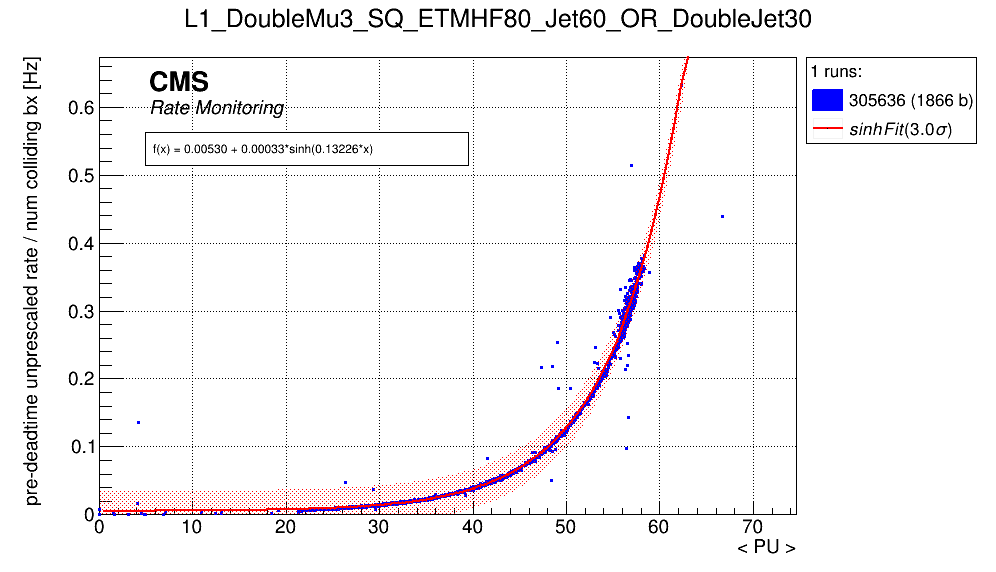 L1_DoubleMu3_SQ_ETMHF80_Jet60_OR_DoubleJet30
pre-deadtime unprescaled rate / num colliding bx [Hz]
CMS
Rate Monitoring
f(x) = 0.00530 + 0.00033*sinh(0.13226*x)
1 runs:
305636 (1866 b)
sinhFit(3.0σ)
0.6
0.5
0.4
0.3
0.2
0.1
0
0 10 20 30 40 50 60 70
< PU >